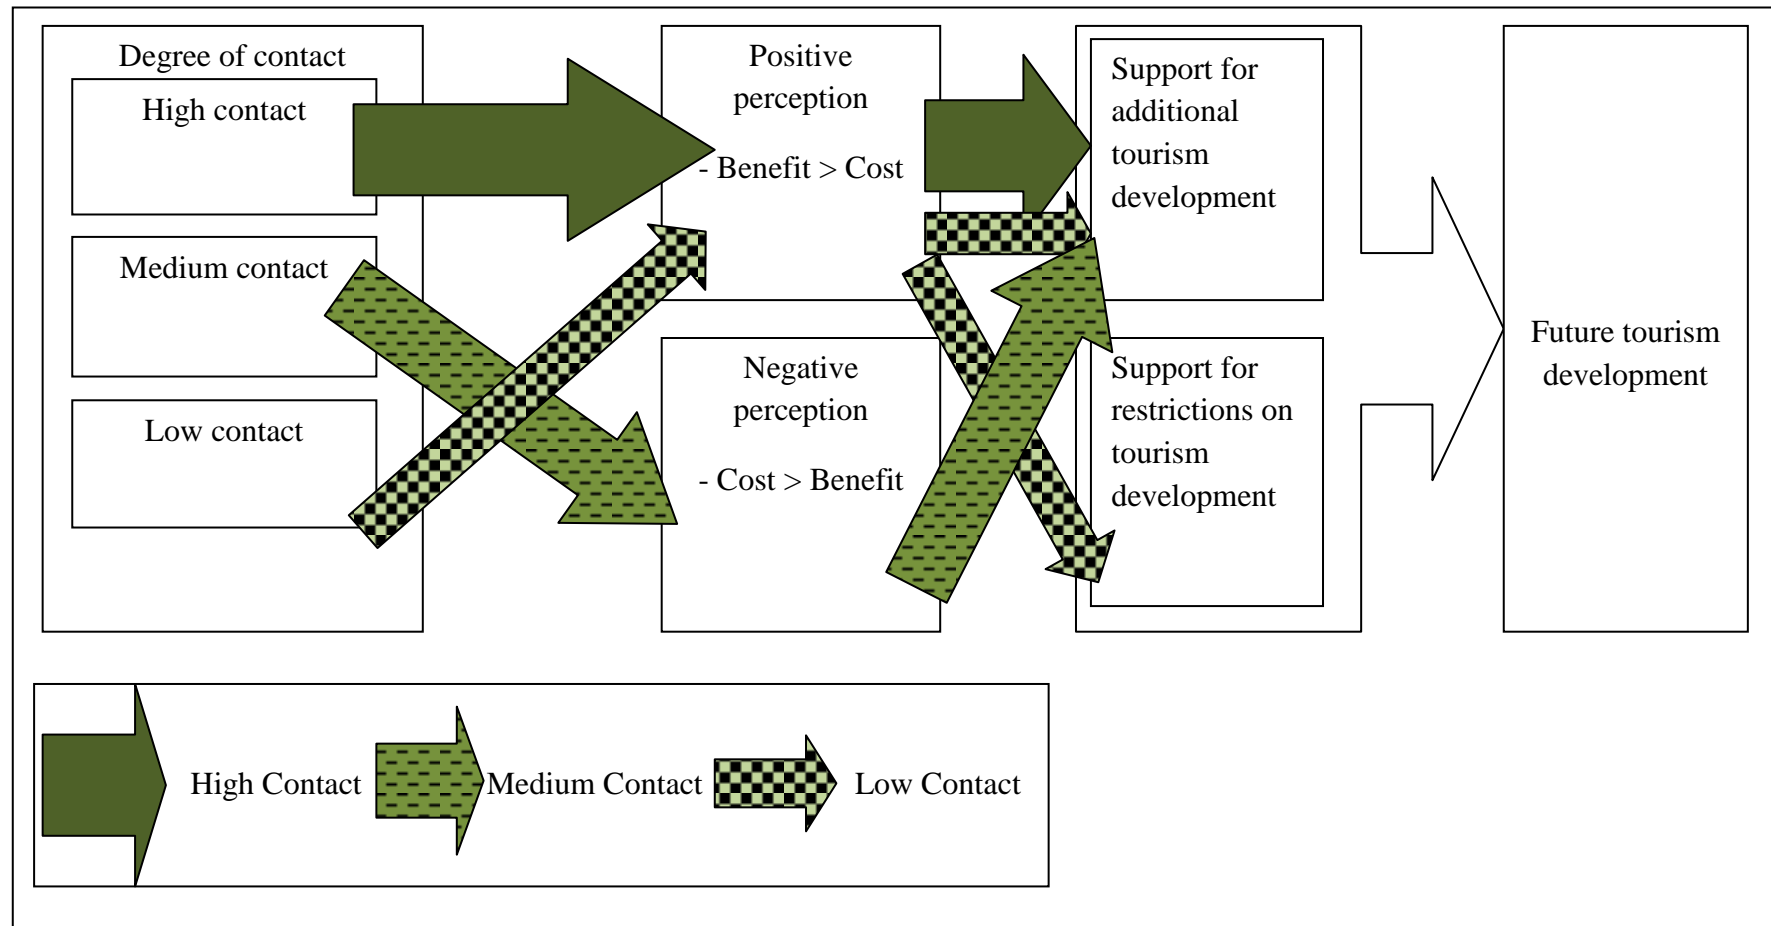 Degree of contact
High contact
Medium contact
Low contact
Positive
perception
- Benefit > Cost
Negative
perception
- Cost > Benefit
Support for
additional
tourism
development
Support for
restrictions on
tourism
development
Future tourism
development
High Contact
Medium Contact
Low Contact